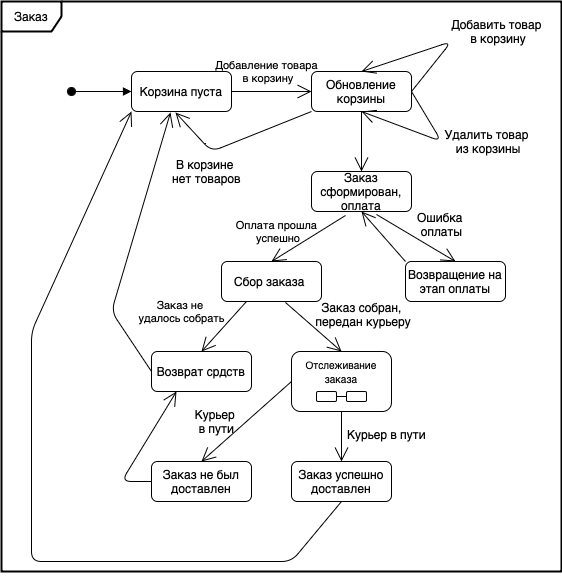 Заказ
Добавить товар
в корзину
Добавление товара
в корзину
Корзина пуста
Обновление
корзины
Удалить товар
из корзины
В корзине
нет товаров
Заказ
сформирован,
оплата
Оплата прошла
успешно
Ошибка
оплаты
Сбор заказа
Возвращение на
этап оплаты
Заказ не
удалось собрать
Заказ собран,
передан курьеру
Возврат срдств
Отслеживание
заказа
Курьер
в пути
Курьер в пути
Заказ не был
доставлен
Заказ успешно
доставлен